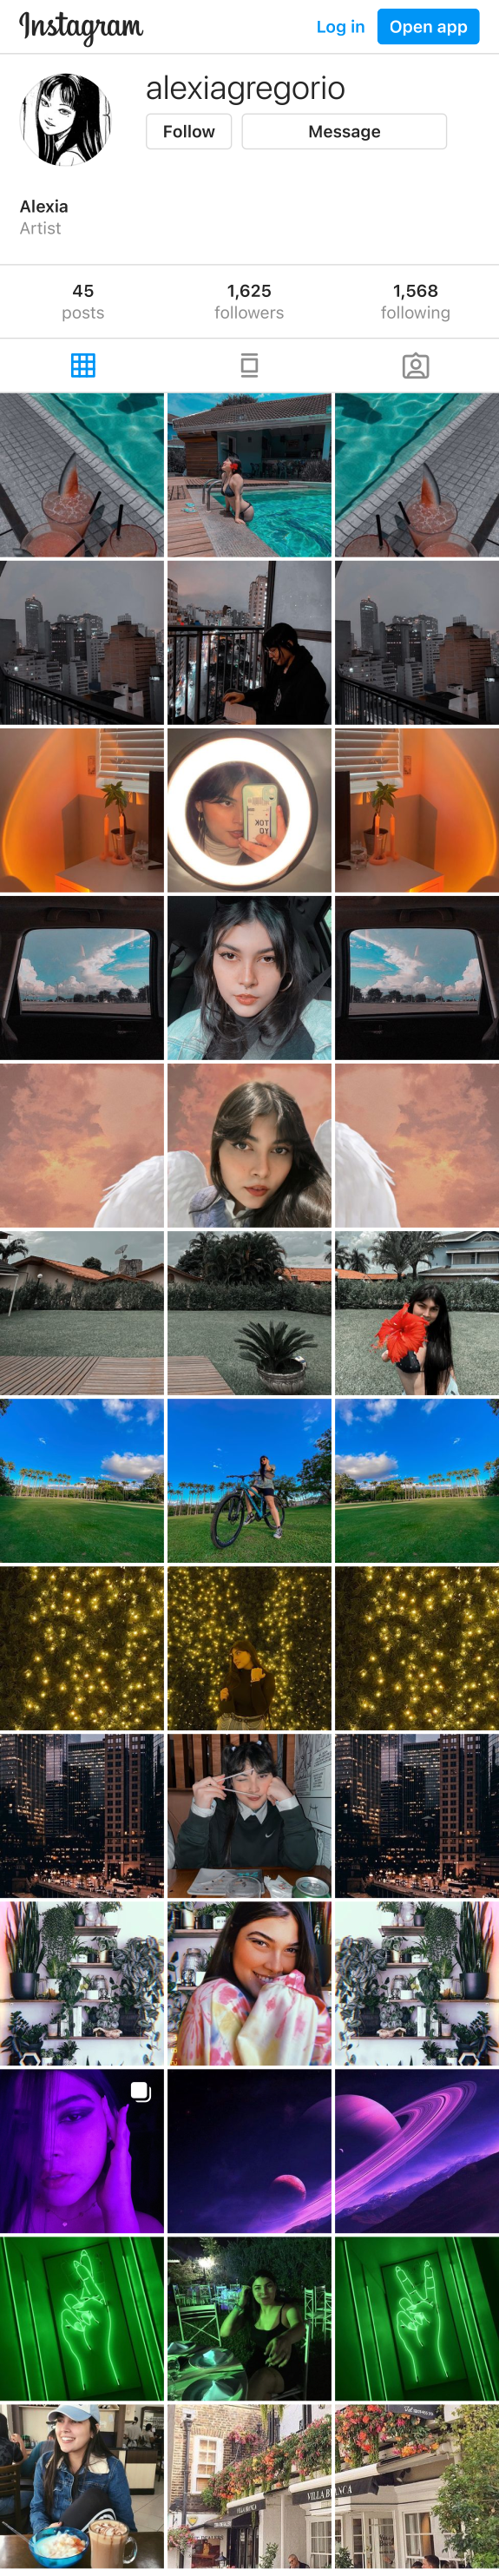 Instagram
Log in
Open app
alexiagregorio
Follow
Message
Alexia
Artist
45
posts
1,625
followers
1,568
following
VILLA BIANCA